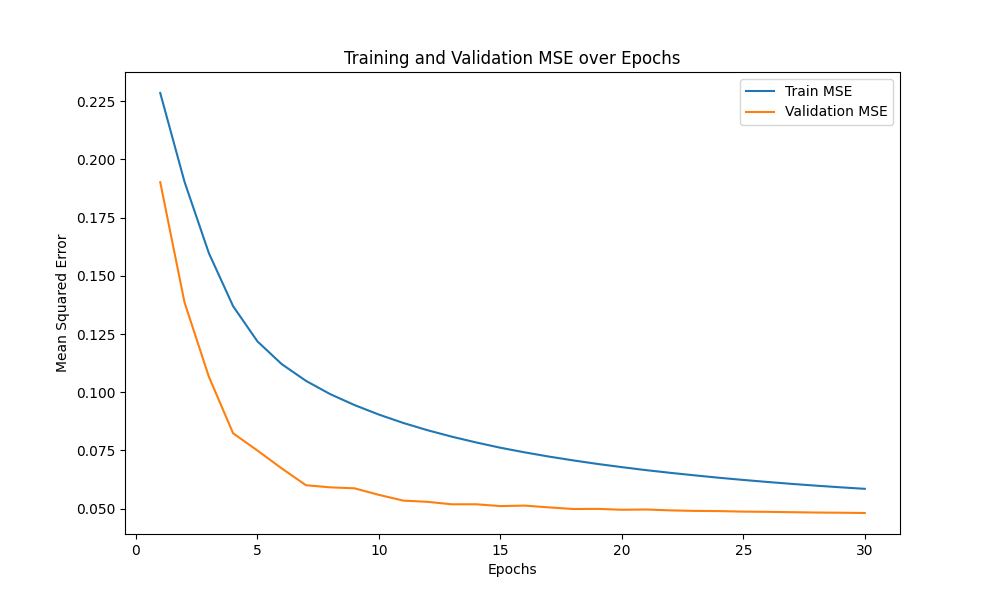 Training and Validation MSE over Epochs
Train MSE
Validation MSE
Mean Squared Error
0.225
0.200
0.175
0.150
0.125
0.100
0.075
0.050
0 5 10 15 20 25 30
Epochs